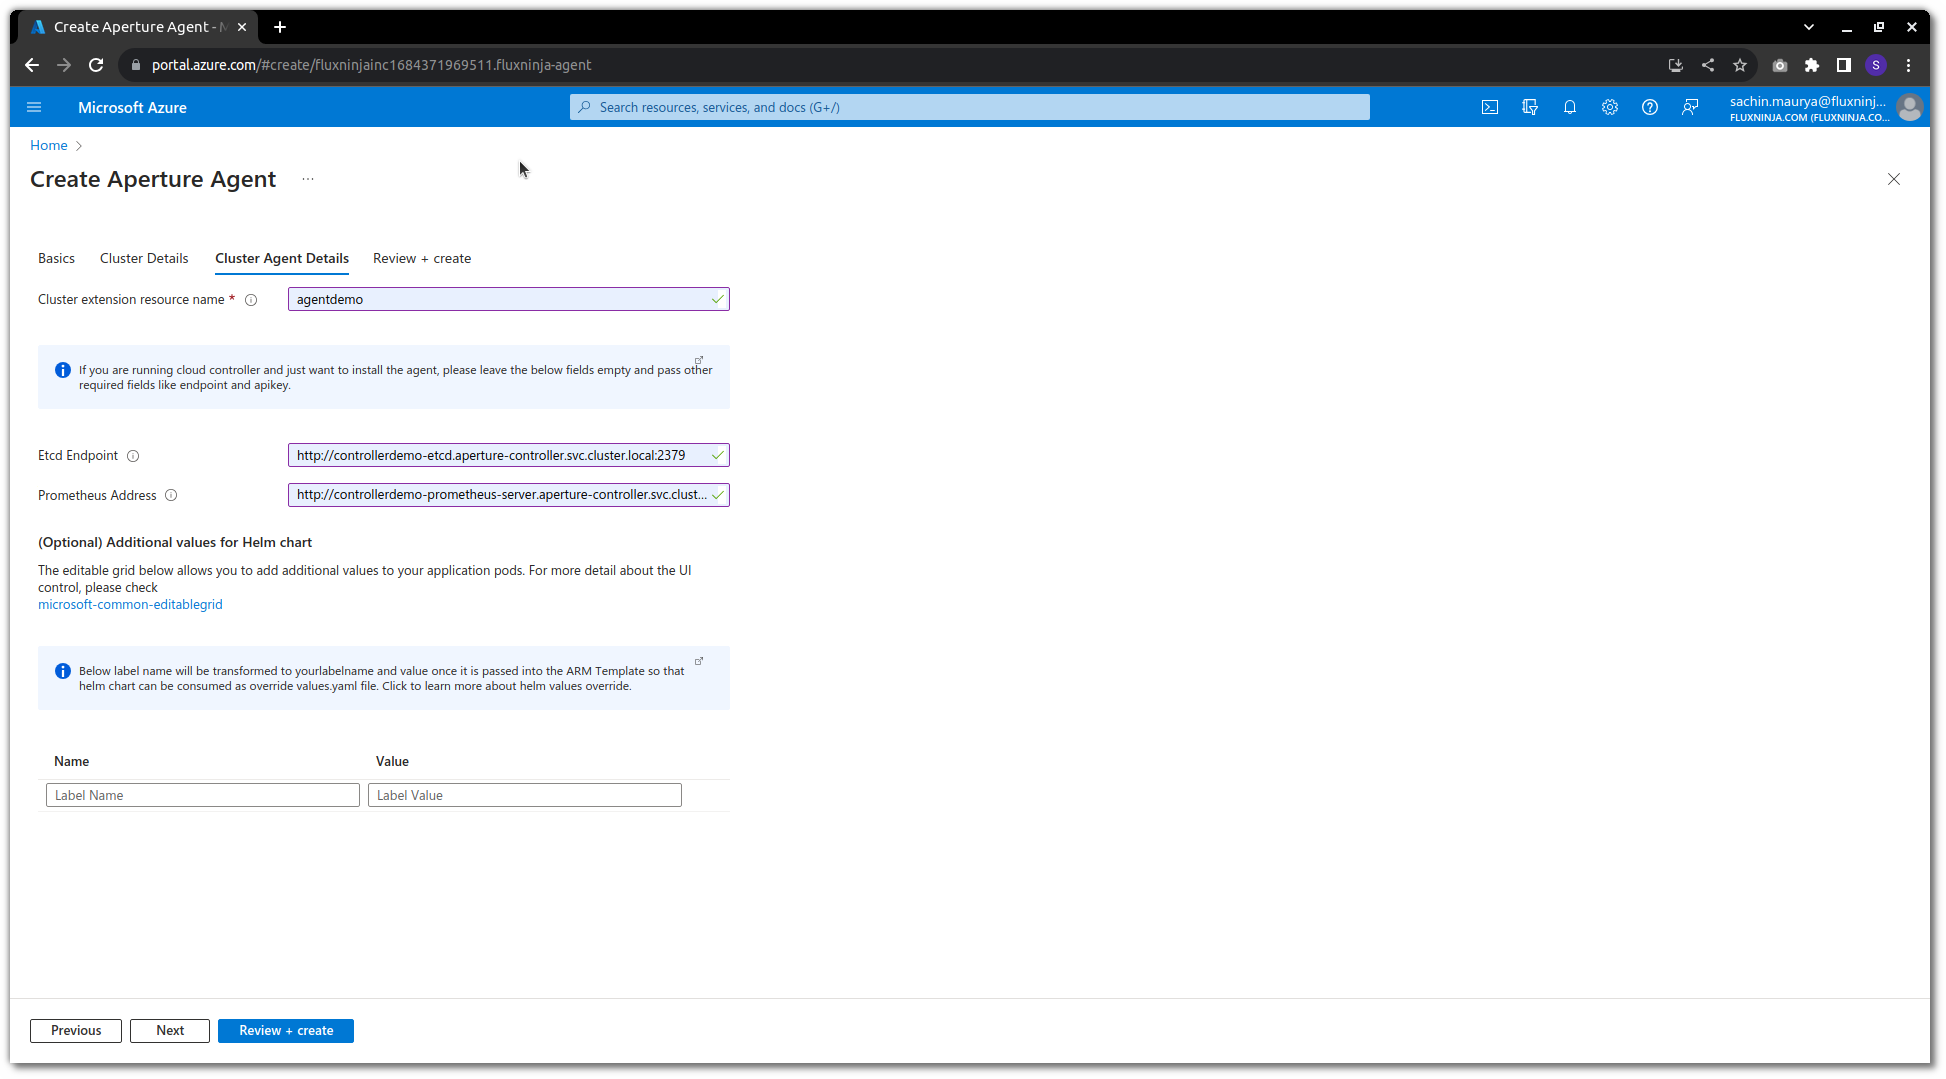 Create Aperture Agent - M
portal.azure.com/#create/fluxninjainc1684371969511.fluxninja-agent
S
Microsoft Azure
Search resources, services, and docs (G+/)
sachin.maurya@fluxninj...
FLUXNINJA.COM (FLUXNINJA.CO...
Home
Create Aperture Agent ...
Basics Cluster Details Cluster Agent Details Review + create
Cluster extension resource name * agentdemo
If you are running cloud controller and just want to install the agent, please leave the below fields empty and pass other
required fields like endpoint and apikey.
Etcd Endpoint http://controllerdemo-etcd.aperture-controller.svc.cluster.local:2379
Prometheus Address http://controllerdemo-prometheus-server.aperture-controller.svc.clust...
(Optional) Additional values for Helm chart
The editable grid below allows you to add additional values to your application pods. For more detail about the UI
control, please check
microsoft-common-editablegrid
Below label name will be transformed to yourlabelname and value once it is passed into the ARM Template so that
helm chart can be consumed as override values.yaml file. Click to learn more about helm values override.
Name Value
Label Name Label Value
Previous Next Review + create